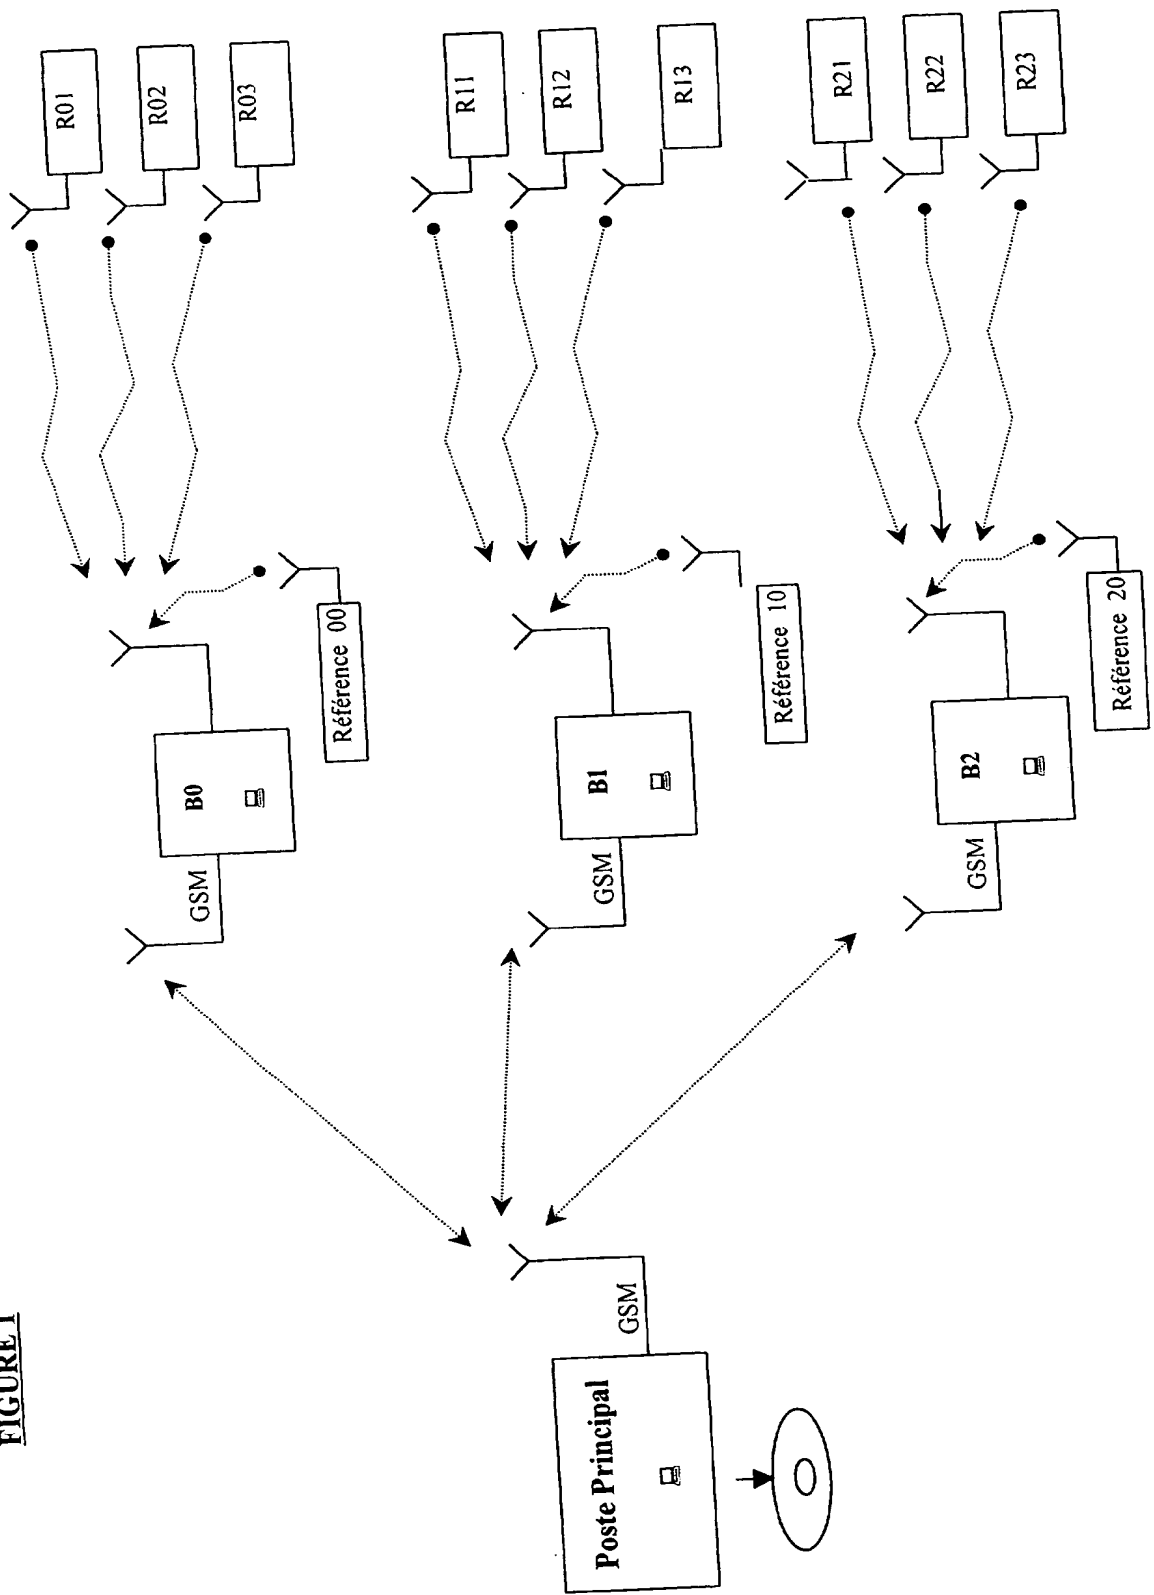 FIGURE 1
R01
R02
R03
R11
R12
R13
R21
R22
R23
Référence 00
Référence 10
Référence 20
B0
B1
B2
GSM
GSM
GSM
GSM
Poste Principal